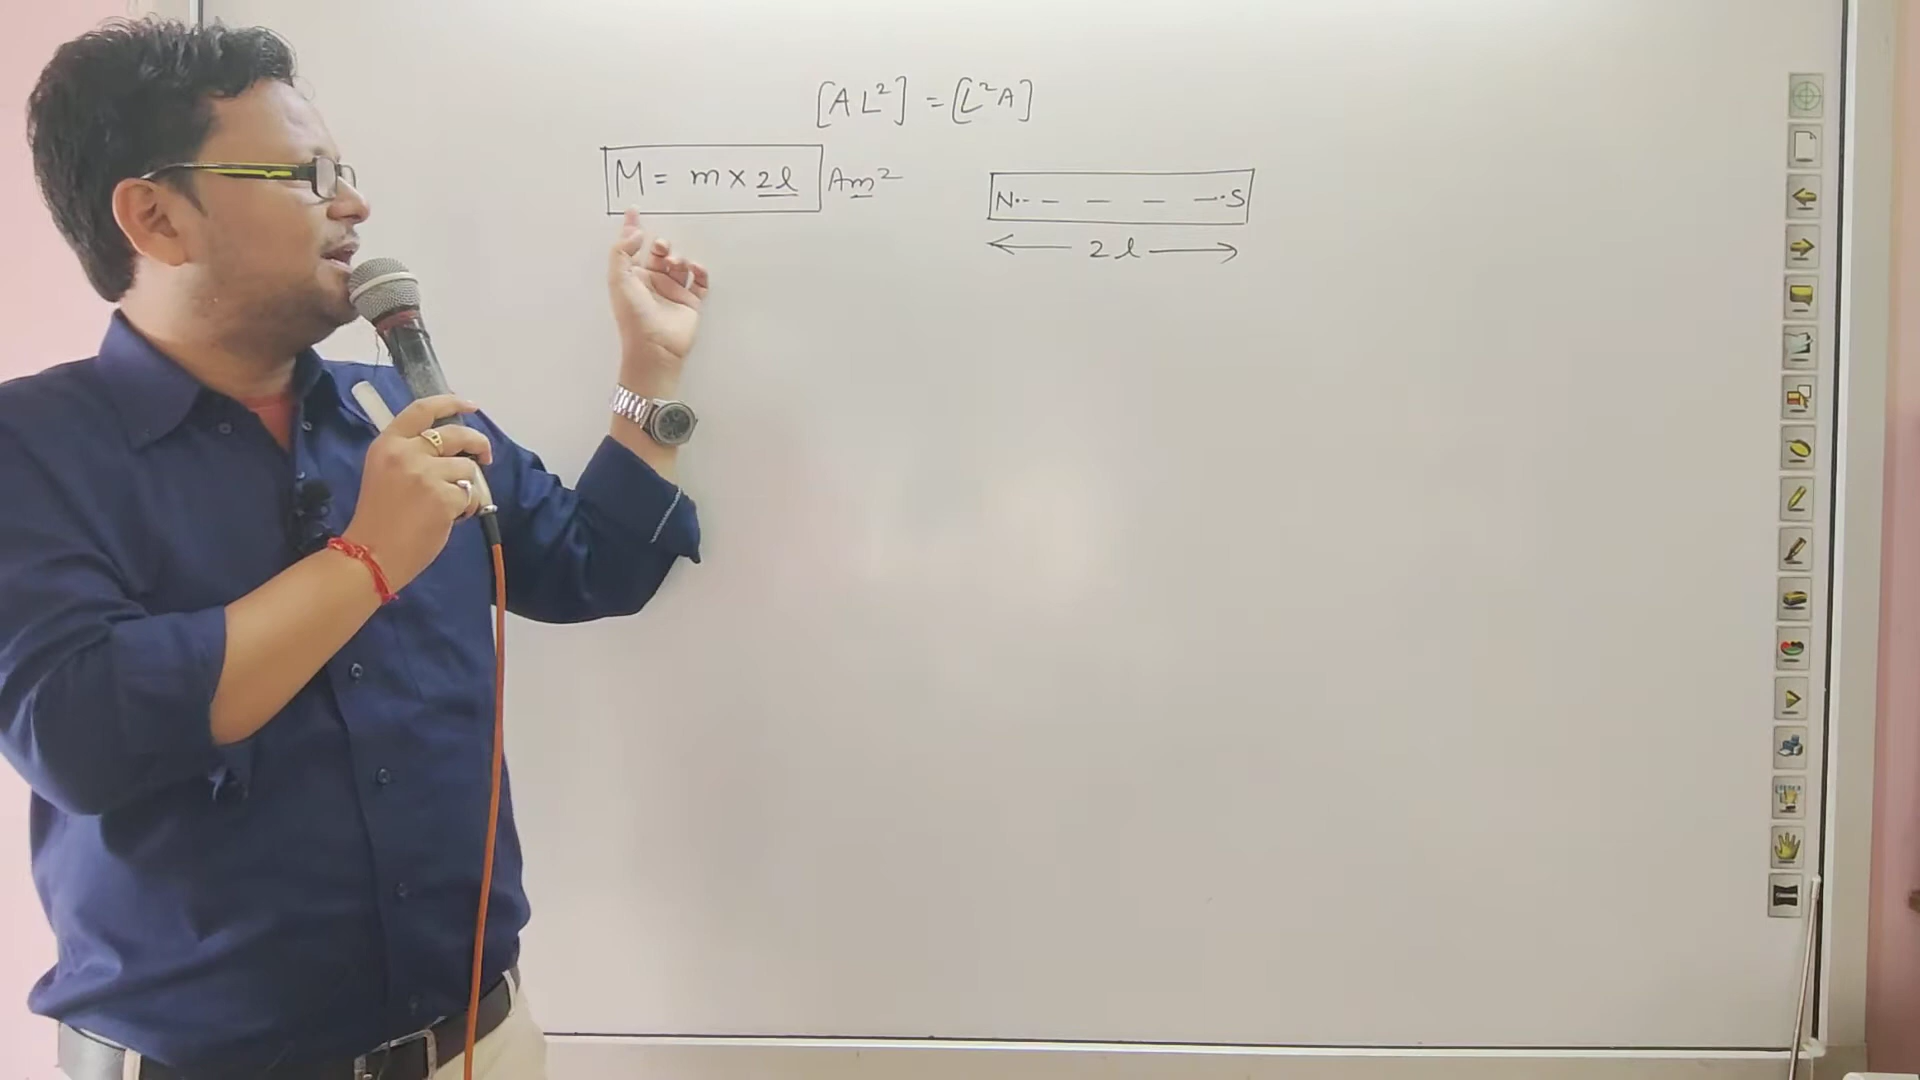 [AL²] = [L²A]
M = m × 2l Am²
N S
2l